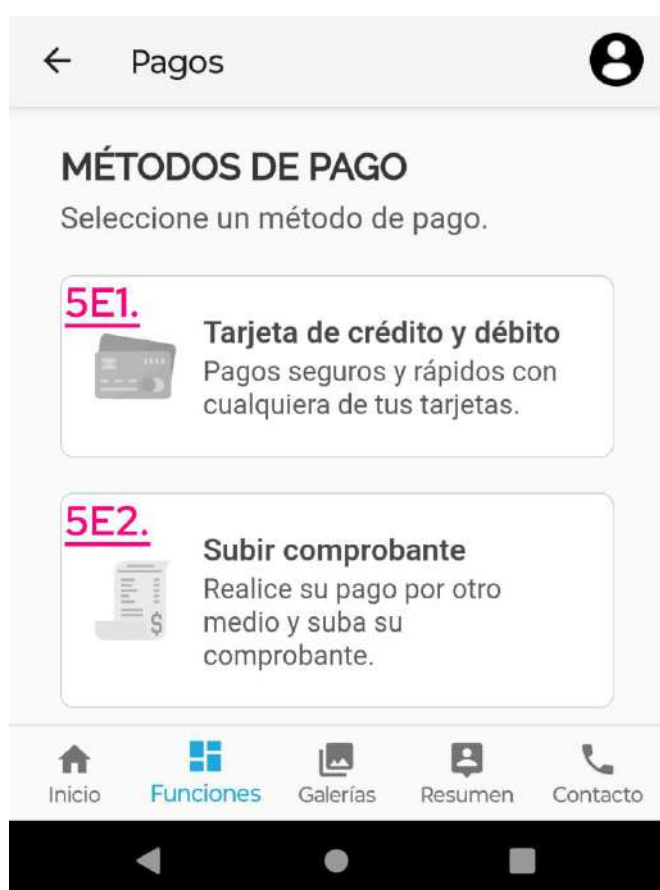 Pagos
MÉTODOS DE PAGO
Seleccione un método de pago.
5E1.
Tarjeta de crédito y débito
Pagos seguros y rápidos con
cualquiera de tus tarjetas.
5E2.
Subir comprobante
Realice su pago por otro
medio y suba su
comprobante.
$
Inicio Funciones Galerías Resumen Contacto